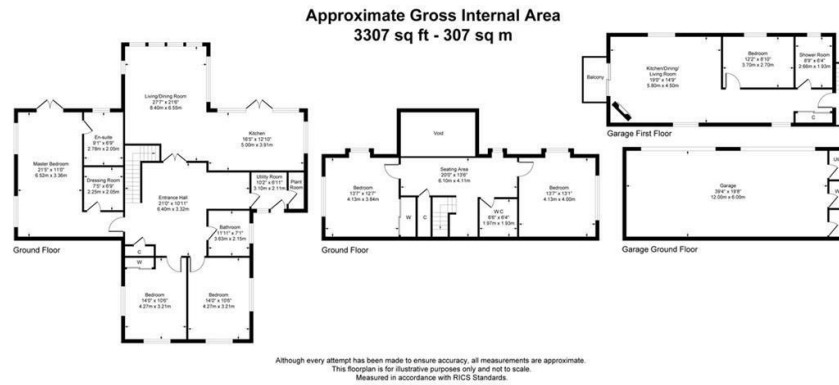 Approximate Gross Internal Area
3307 sq ft - 307 sq m
Living/Dining Room
27'7" x 21'6"
8.40m x 6.55m
Kitchen
16'5" x 12'10"
5.00m x 3.91m
En-suite
9'1" x 6'9"
2.78m x 2.05m
Master Bedroom
21'5" x 11'0"
6.52m x 3.36m
Dressing Room
7'5" x 6'9"
2.25m x 2.05m
Utility Room
10'2" x 6'11"
3.10m x 2.11m
Plant
Room
Entrance Hall
21'0" x 10'11"
6.40m x 3.32m
Bathroom
11'11" x 7'1"
3.63m x 2.15m
C
W
Bedroom
14'0" x 10'6"
4.27m x 3.21m
Bedroom
14'0" x 10'6"
4.27m x 3.21m
Ground Floor
Void
Seating Area
20'0" x 13'6"
6.10m x 4.11m
Bedroom
13'7" x 12'7"
4.13m x 3.84m
W
C
W.C
6'6" x 6'4"
1.97m x 1.93m
Bedroom
13'7" x 13'1"
4.13m x 4.00m
Ground Floor
Balcony
Kitchen/Dining/
Living Room
19'0" x 14'9"
5.80m x 4.50m
Bedroom
12'2" x 8'10"
3.70m x 2.70m
Shower Room
8'9" x 6'4"
2.66m x 1.93m
C
Garage First Floor
Garage
39'4" x 19'8"
12.00m x 6.00m
W
Garage Ground Floor
Although every attempt has been made to ensure accuracy, all measurements are approximate.
This floorplan is for illustrative purposes only and not to scale.
Measured in accordance with RICS Standards.